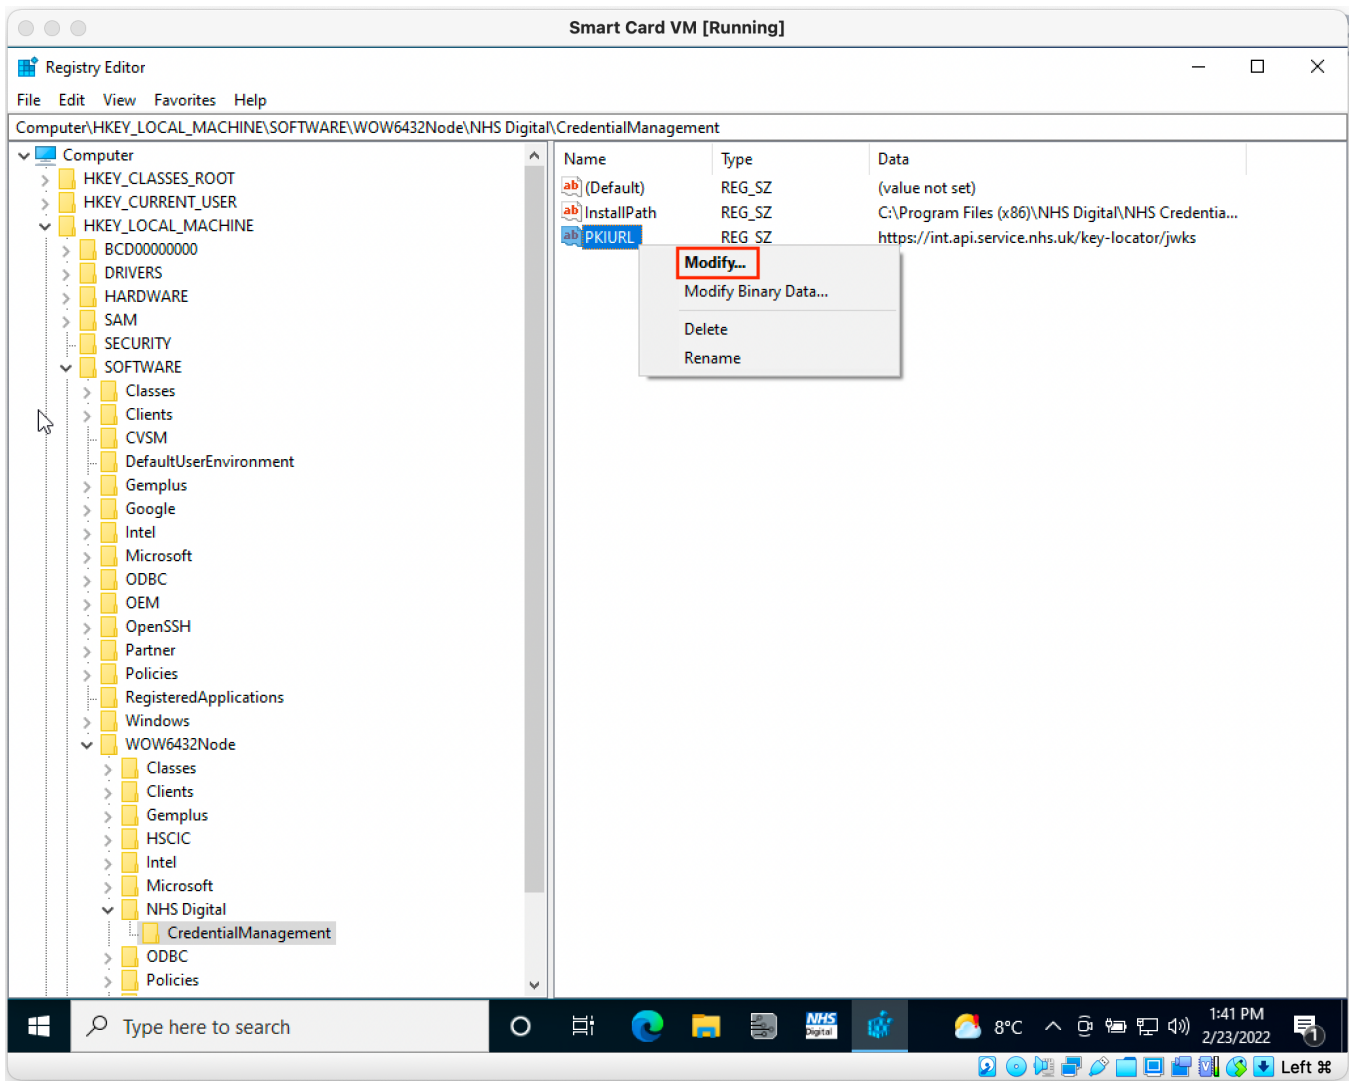 Smart Card VM [Running]
Registry Editor
File Edit View Favorites Help
Computer\HKEY_LOCAL_MACHINE\SOFTWARE\WOW6432Node\NHS Digital\CredentialManagement
Computer
HKEY_CLASSES_ROOT
HKEY_CURRENT_USER
HKEY_LOCAL_MACHINE
BCD00000000
DRIVERS
HARDWARE
SAM
SECURITY
SOFTWARE
Classes
Clients
CVSM
DefaultUserEnvironment
Gemplus
Google
Intel
Microsoft
ODBC
OEM
OpenSSH
Partner
Policies
RegisteredApplications
Windows
WOW6432Node
Classes
Clients
Gemplus
HSCIC
Intel
Microsoft
NHS Digital
CredentialManagement
ODBC
Policies
Name Type Data
(Default) REG_SZ (value not set)
InstallPath REG_SZ C:\Program Files (x86)\NHS Digital\NHS Credentia...
PKIURL REG_SZ https://int.api.service.nhs.uk/key-locator/jwks
Modify...
Modify Binary Data...
Delete
Rename
Type here to search
NHS
Digital
8°C
1:41 PM
2/23/2022
1
Left ⌘